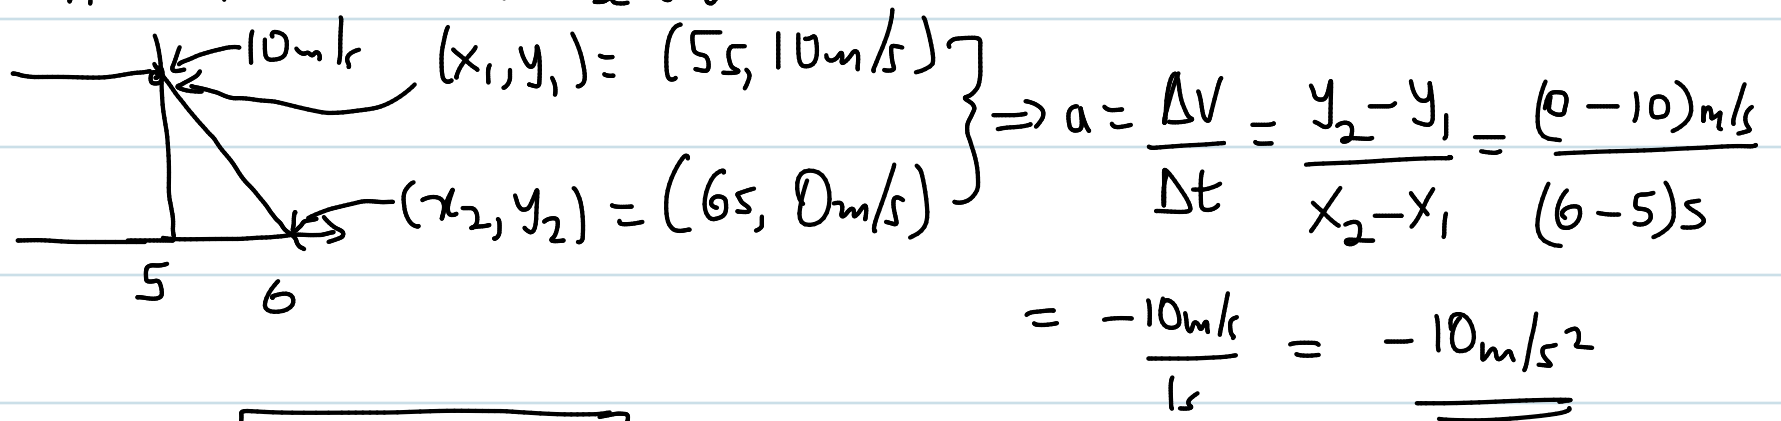 10m/s (x₁,y₁) = (5s, 10m/s)
(x₂,y₂) = (6s, 0m/s)
⇒ a = ΔV/Δt = (y₂-y₁)/(x₂-x₁) = (0-10)m/s/(6-5)s
5 6
= -10m/s/1s = -10m/s²